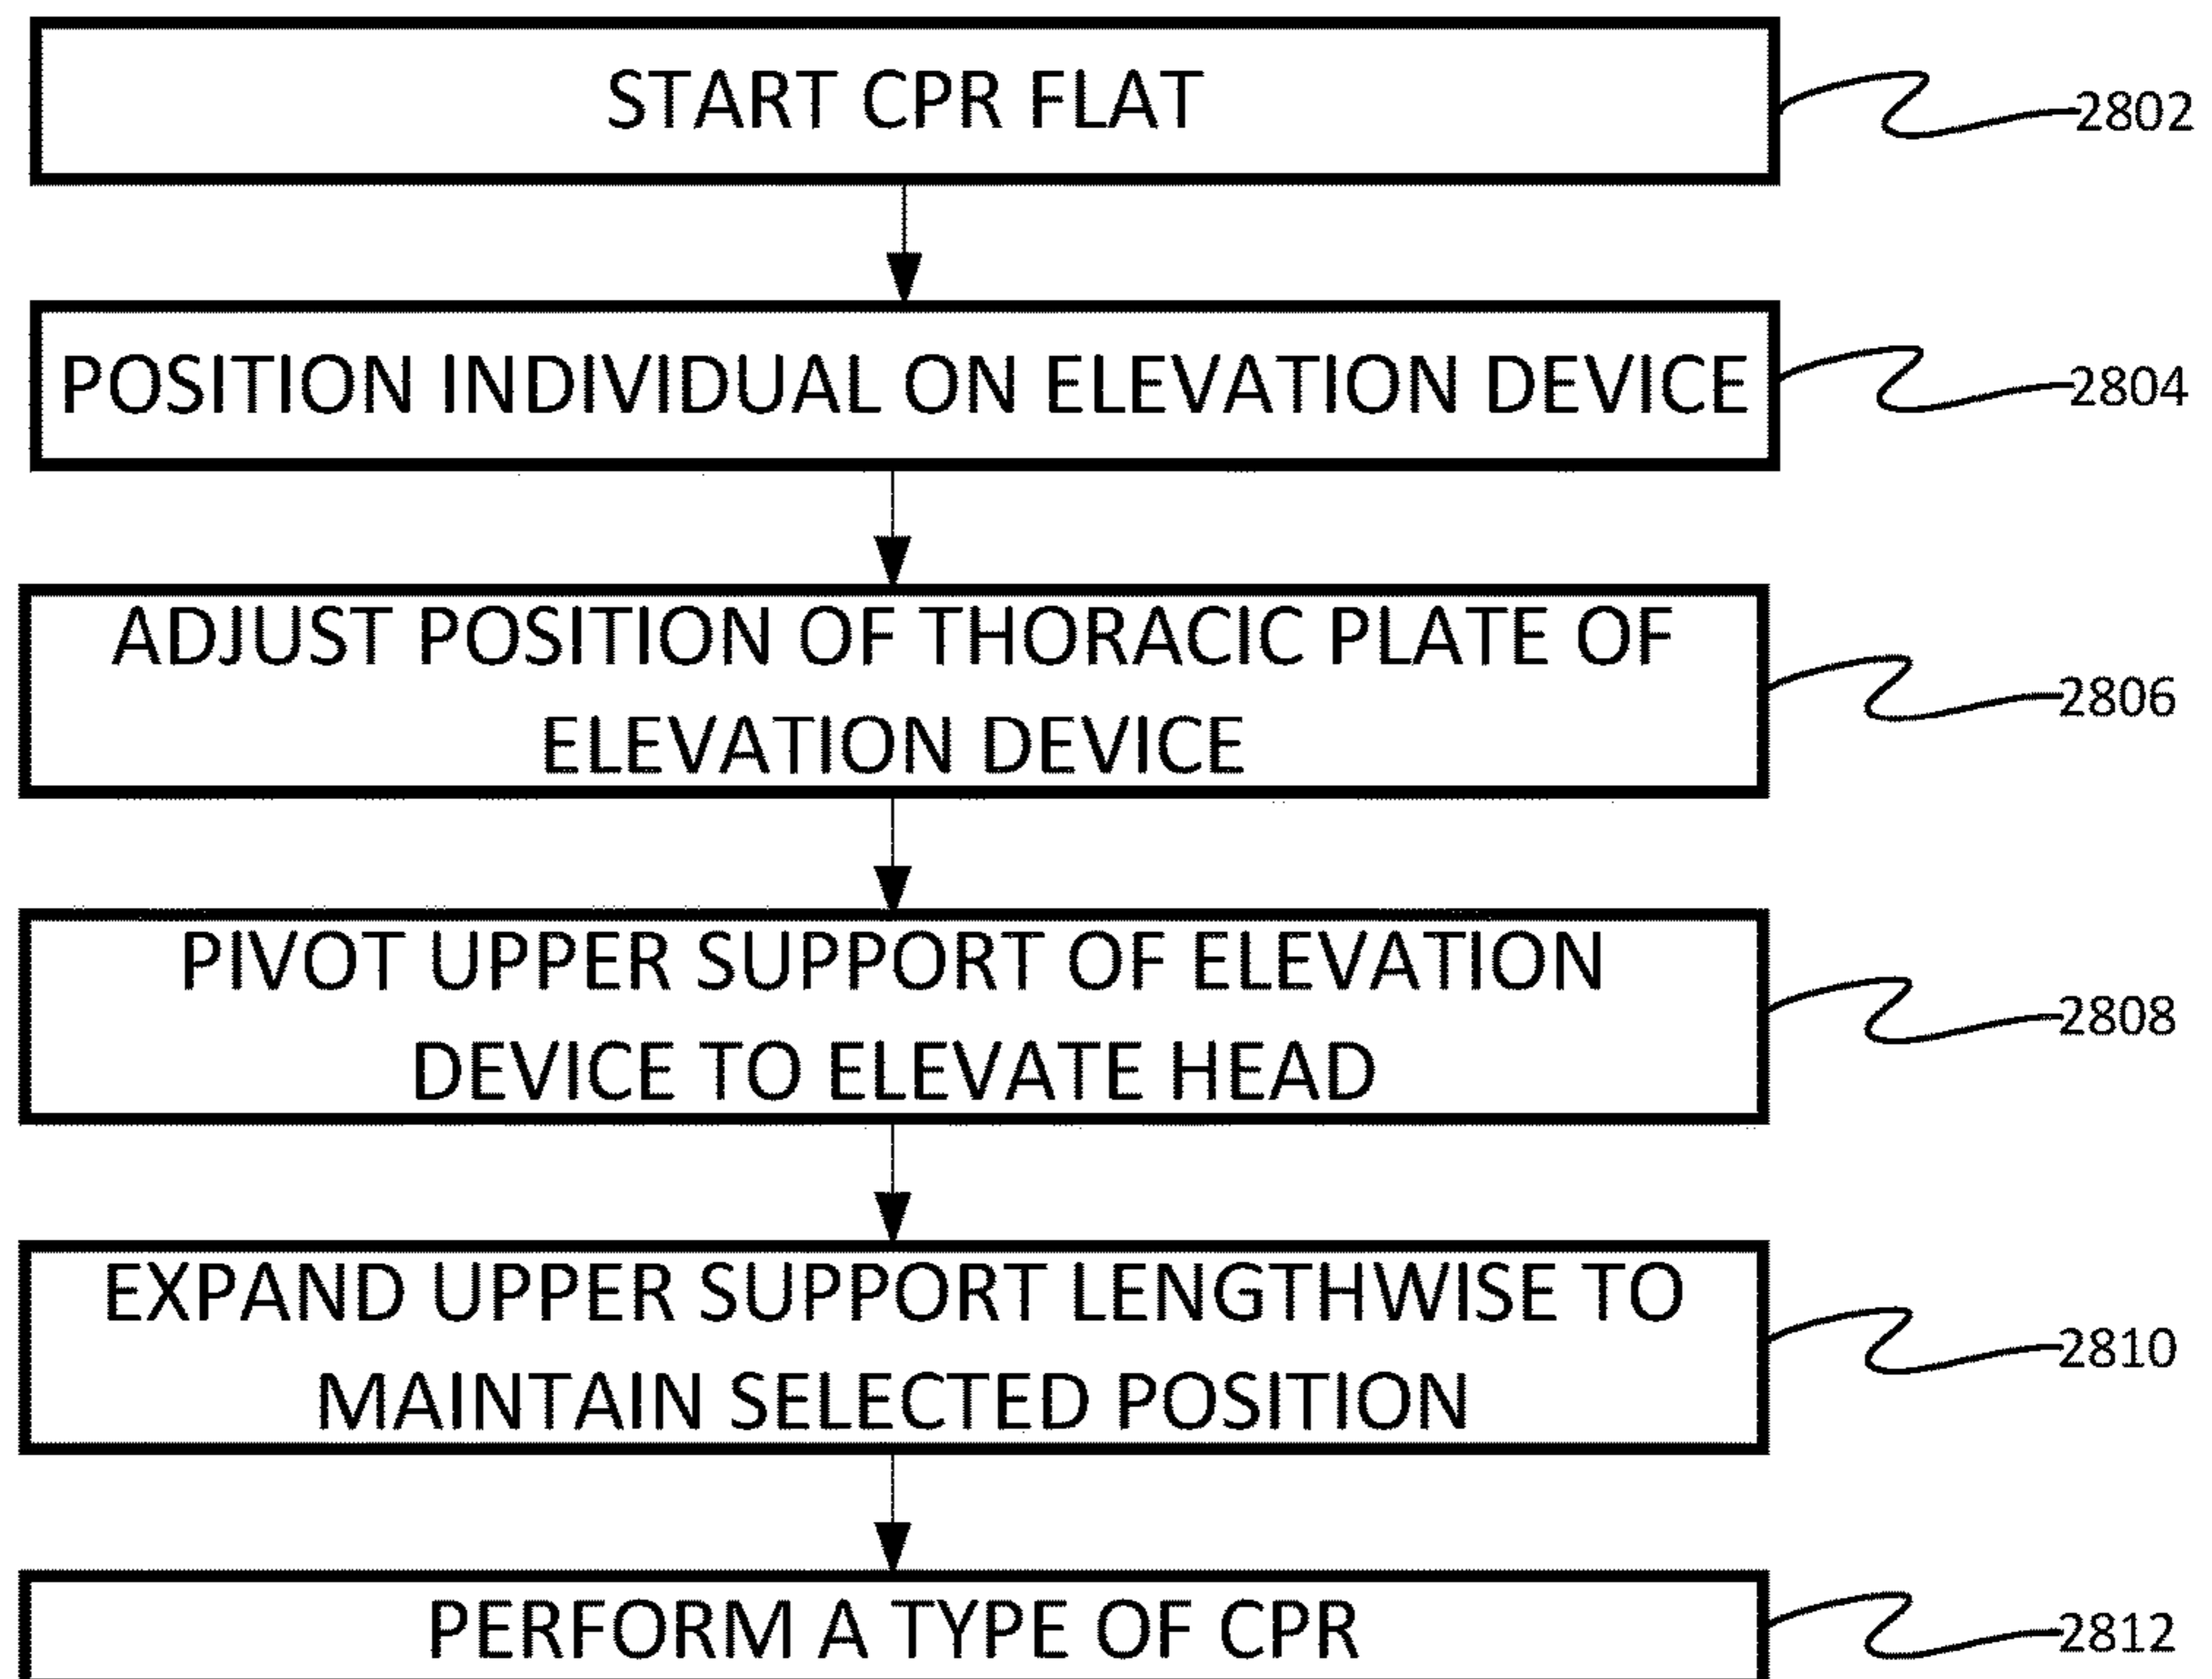 START CPR FLAT
2802
POSITION INDIVIDUAL ON ELEVATION DEVICE
2804
ADJUST POSITION OF THORACIC PLATE OF
ELEVATION DEVICE
2806
PIVOT UPPER SUPPORT OF ELEVATION
DEVICE TO ELEVATE HEAD
2808
EXPAND UPPER SUPPORT LENGTHWISE TO
MAINTAIN SELECTED POSITION
2810
PERFORM A TYPE OF CPR
2812